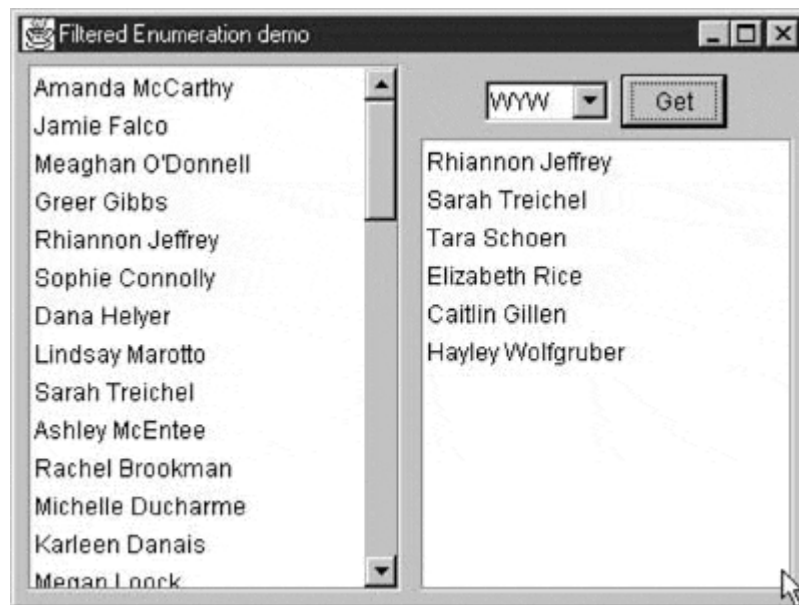 Filtered Enumeration demo
Amanda McCarthy
Jamie Falco
Meaghan O'Donnell
Greer Gibbs
Rhiannon Jeffrey
Sophie Connolly
Dana Helyer
Lindsay Marotto
Sarah Treichel
Ashley McEntee
Rachel Brookman
Michelle Ducharme
Karleen Danais
Megan Loock
WYW
Get
Rhiannon Jeffrey
Sarah Treichel
Tara Schoen
Elizabeth Rice
Caitlin Gillen
Hayley Wolfgruber